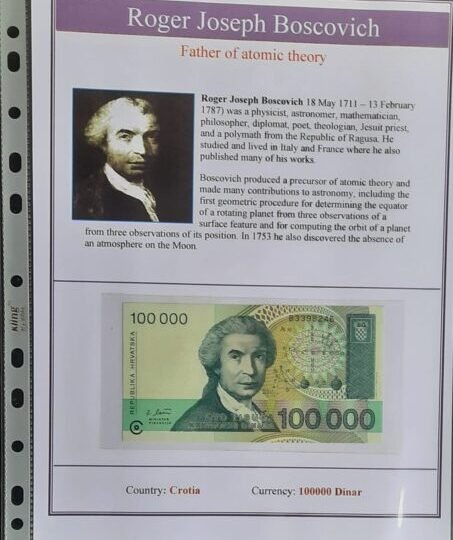 Roger Joseph Boscovich
Father of atomic theory
Roger Joseph Boscovich 18 May 1711 – 13 February
1787) was a physicist, astronomer, mathematician,
philosopher, diplomat, poet, theologian, Jesuit priest,
and a polymath from the Republic of Ragusa. He
studied and lived in Italy and France where he also
published many of his works.
Boscovich produced a precursor of atomic theory and
made many contributions to astronomy, including the
first geometric procedure for determining the equator
of a rotating planet from three observations of a
surface feature and for computing the orbit of a planet
from three observations of its position. In 1753 he also discovered the absence of
an atmosphere on the Moon
kling
100 000
REPUBLIKA HRVATSKA
100 000
Country: Crotia
Currency: 100000 Dinar